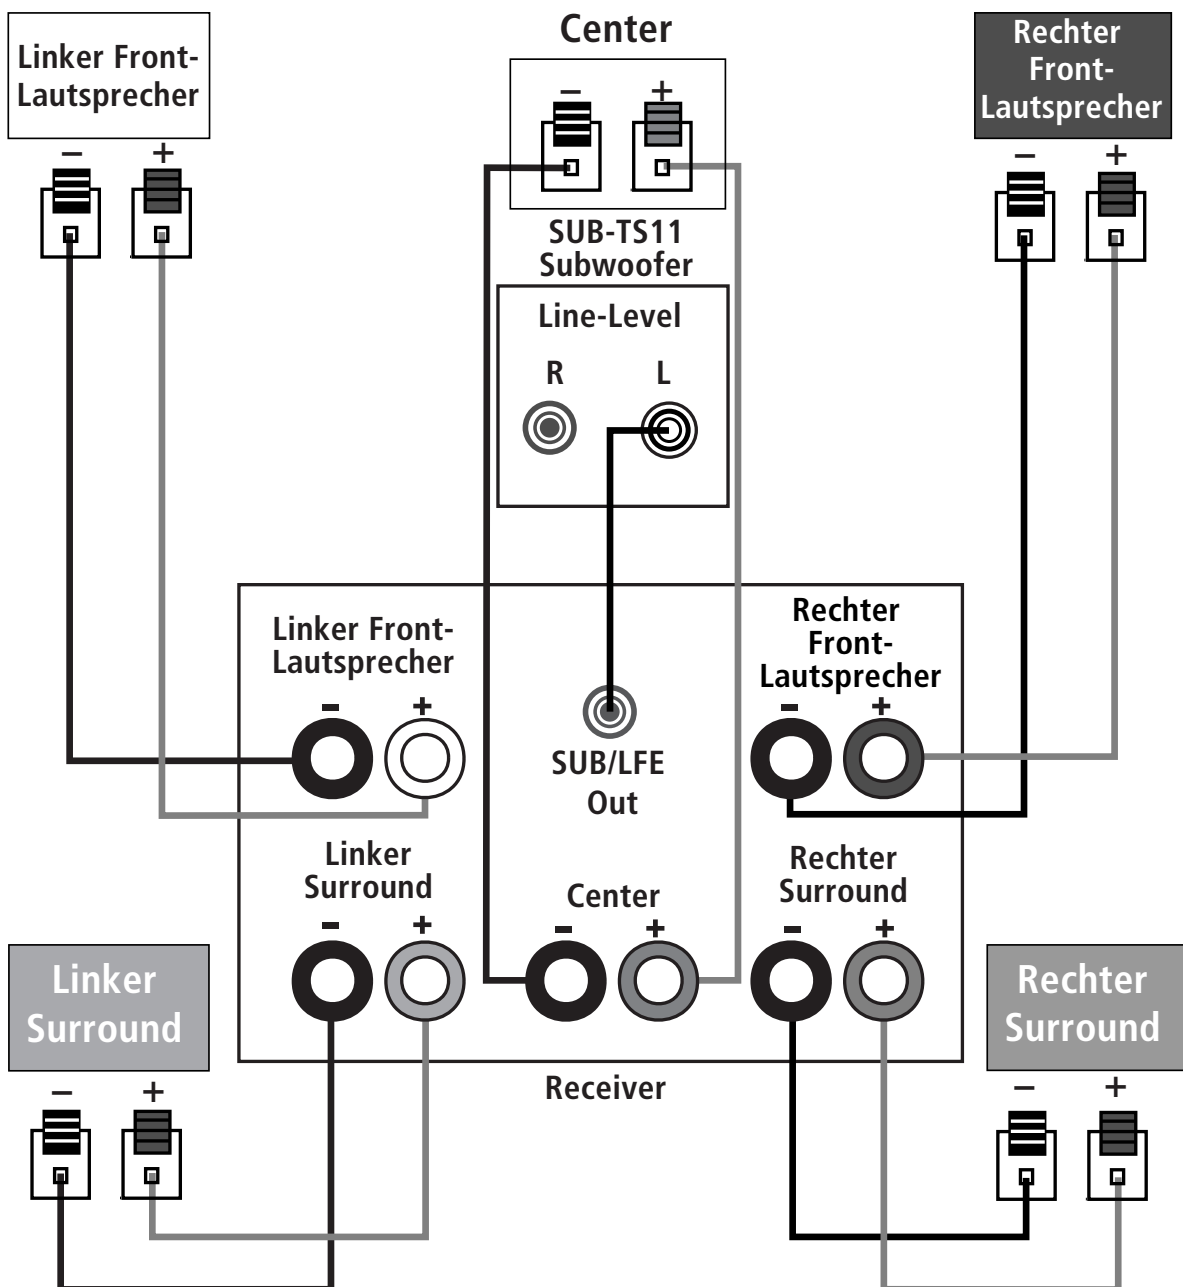 Linker Front-
Lautsprecher
- +
Center
- +
Rechter
Front-
Lautsprecher
- +
SUB-TS11
Subwoofer
Line-Level
R L
Linker Front-
Lautsprecher
- +
SUB/LFE
Out
Rechter
Front-
Lautsprecher
- +
Linker
Surround
- +
Center
- +
Rechter
Surround
- +
Receiver
Linker
Surround
- +
Rechter
Surround
- +